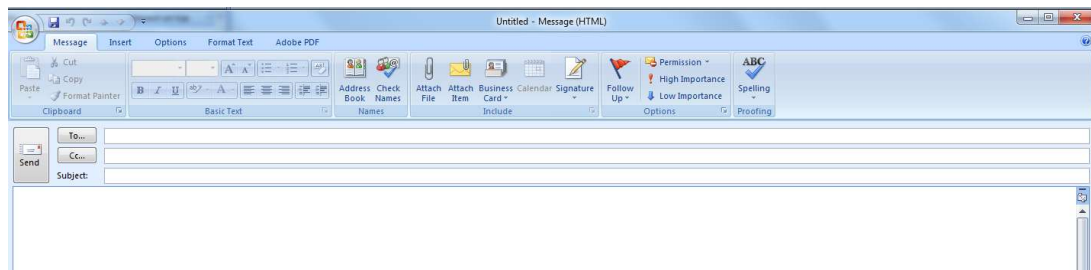 Untitled - Message (HTML)
Message Insert Options Format Text Adobe PDF
Paste
Cut
Copy
Format Painter
Clipboard
B I U ab A
Basic Text
Address Book
Check Names
Names
Attach File
Attach Item
Business Card
Calendar
Signature
Include
Follow Up
Permission
High Importance
Low Importance
Options
ABC
Spelling
Proofing
Send
To...
Cc...
Subject: